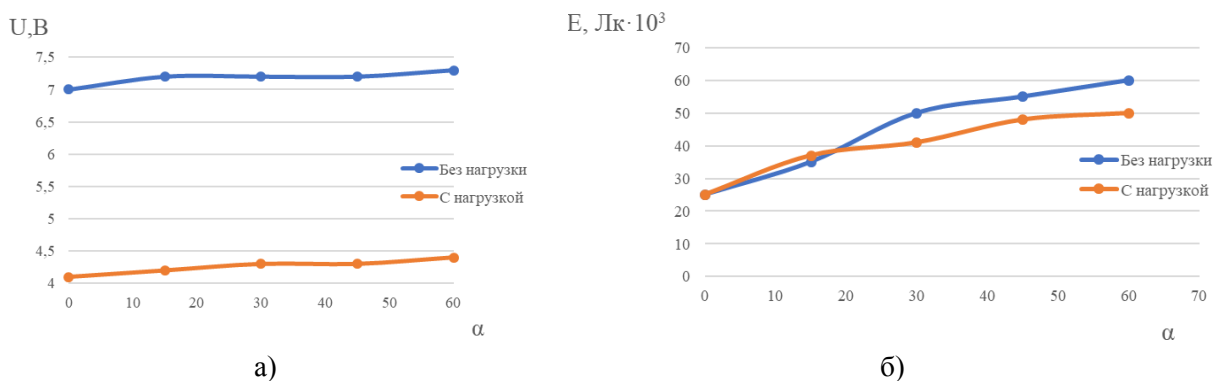 U,В
7,5
7
6,5
6
5,5
5
4,5
4
0 10 20 30 40 50 60
α
Без нагрузки
С нагрузкой
а)
Е, Лк·10³
70
60
50
40
30
20
10
0
0 10 20 30 40 50 60 70
α
Без нагрузки
С нагрузкой
б)